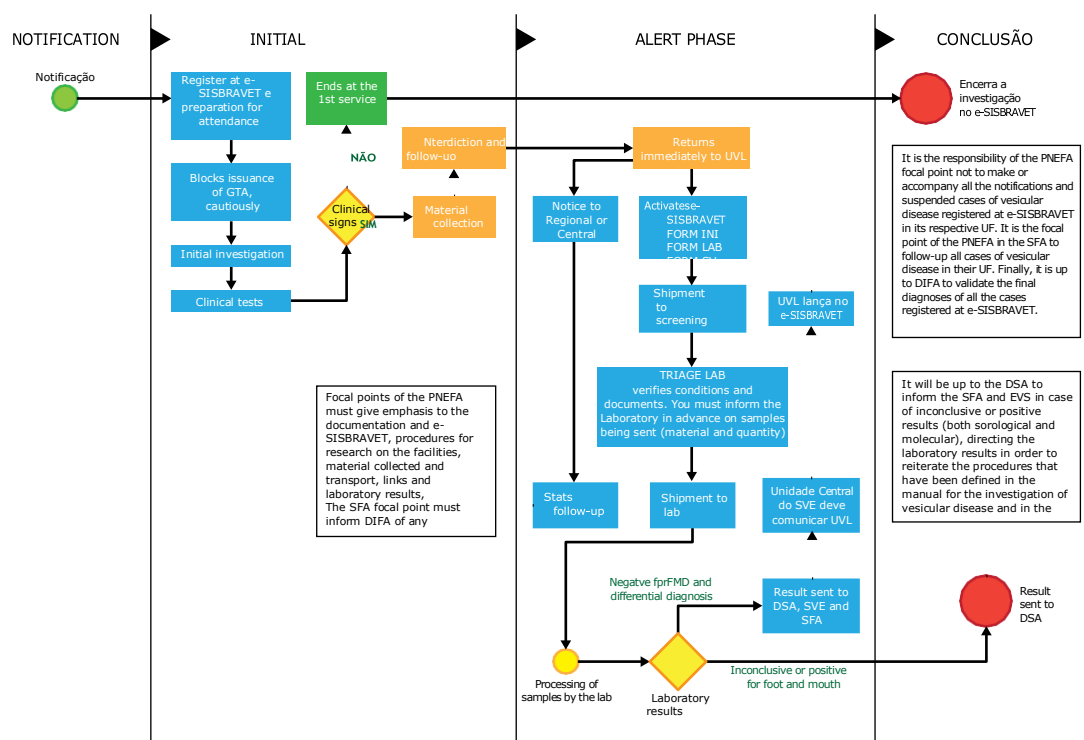 NOTIFICATION
INITIAL
ALERT PHASE
CONCLUSÃO
Notificação
Register at e-
SISBRAVET e
preparation for
attendance
Blocks issuance
of GTA,
cautiously
Initial investigation
Clinical tests
Ends at the
1st service
NÃO
Clinical
signs
SIM
Nterdiction and
follow-uo
Material
collection
Focal points of the PNEFA
must give emphasis to the
documentation and e-
SISBRAVET, procedures for
research on the facilities,
material collected and
transport, links and
laboratory results,
The SFA focal point must
inform DIFA of any
Returns
immediately to UVL
Notice to
Regional or
Central
Activatese-
SISBRAVET
FORM INI
FORM LAB
Shipment
to
screening
UVL lança no
e-SISBRAVET
TRIAGE LAB
verifies conditions and
documents. You must inform the
Laboratory in advance on samples
being sent (material and quantity)
Stats
follow-up
Shipment to
lab
Unidade Central
do SVE deve
comunicar UVL
Negatve fprFMD and
differential diagnosis
Result sent to
DSA, SVE and
SFA
Processing of
samples by the lab
Laboratory
results
Inconclusive or positive
for foot and mouth
Encerra a
investigação
no e-SISBRAVET
It is the responsibility of the PNEFA
focal point not to make or
accompany all the notifications and
suspended cases of vesicular
disease registered at e-SISBRAVET
in its respective UF. It is the focal
point of the PNEFA in the SFA to
follow-up all cases of vesicular
disease in their UF. Finally, it is up
to DIFA to validate the final
diagnoses of all the cases
registered at e-SISBRAVET.
It will be up to the DSA to
inform the SFA and EVS in case
of inconclusive or positive
results (both sorological and
molecular), directing the
laboratory results in order to
reiterate the procedures that
have been defined in the
manual for the investigation of
vesicular disease and in the
Result
sent to
DSA